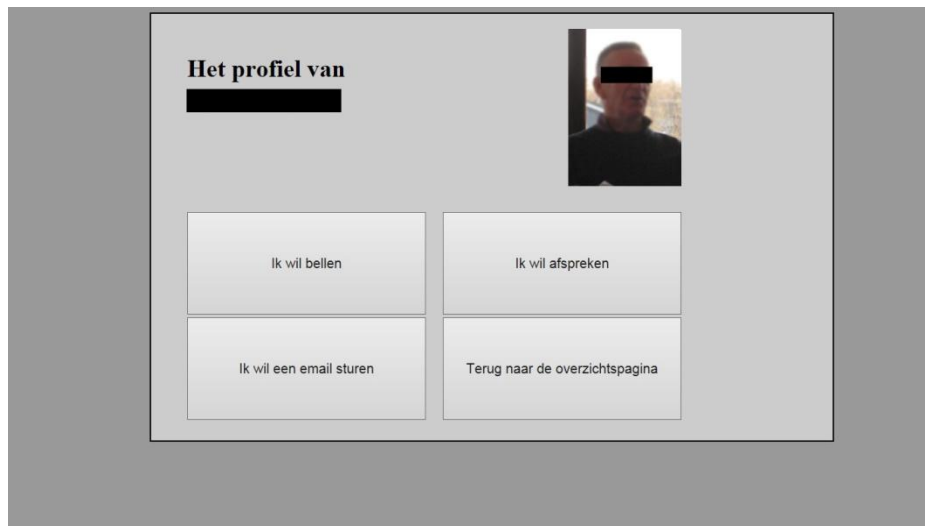 Het profiel van
Ik wil bellen
Ik wil afspreken
Ik wil een email sturen
Terug naar de overzichtspagina